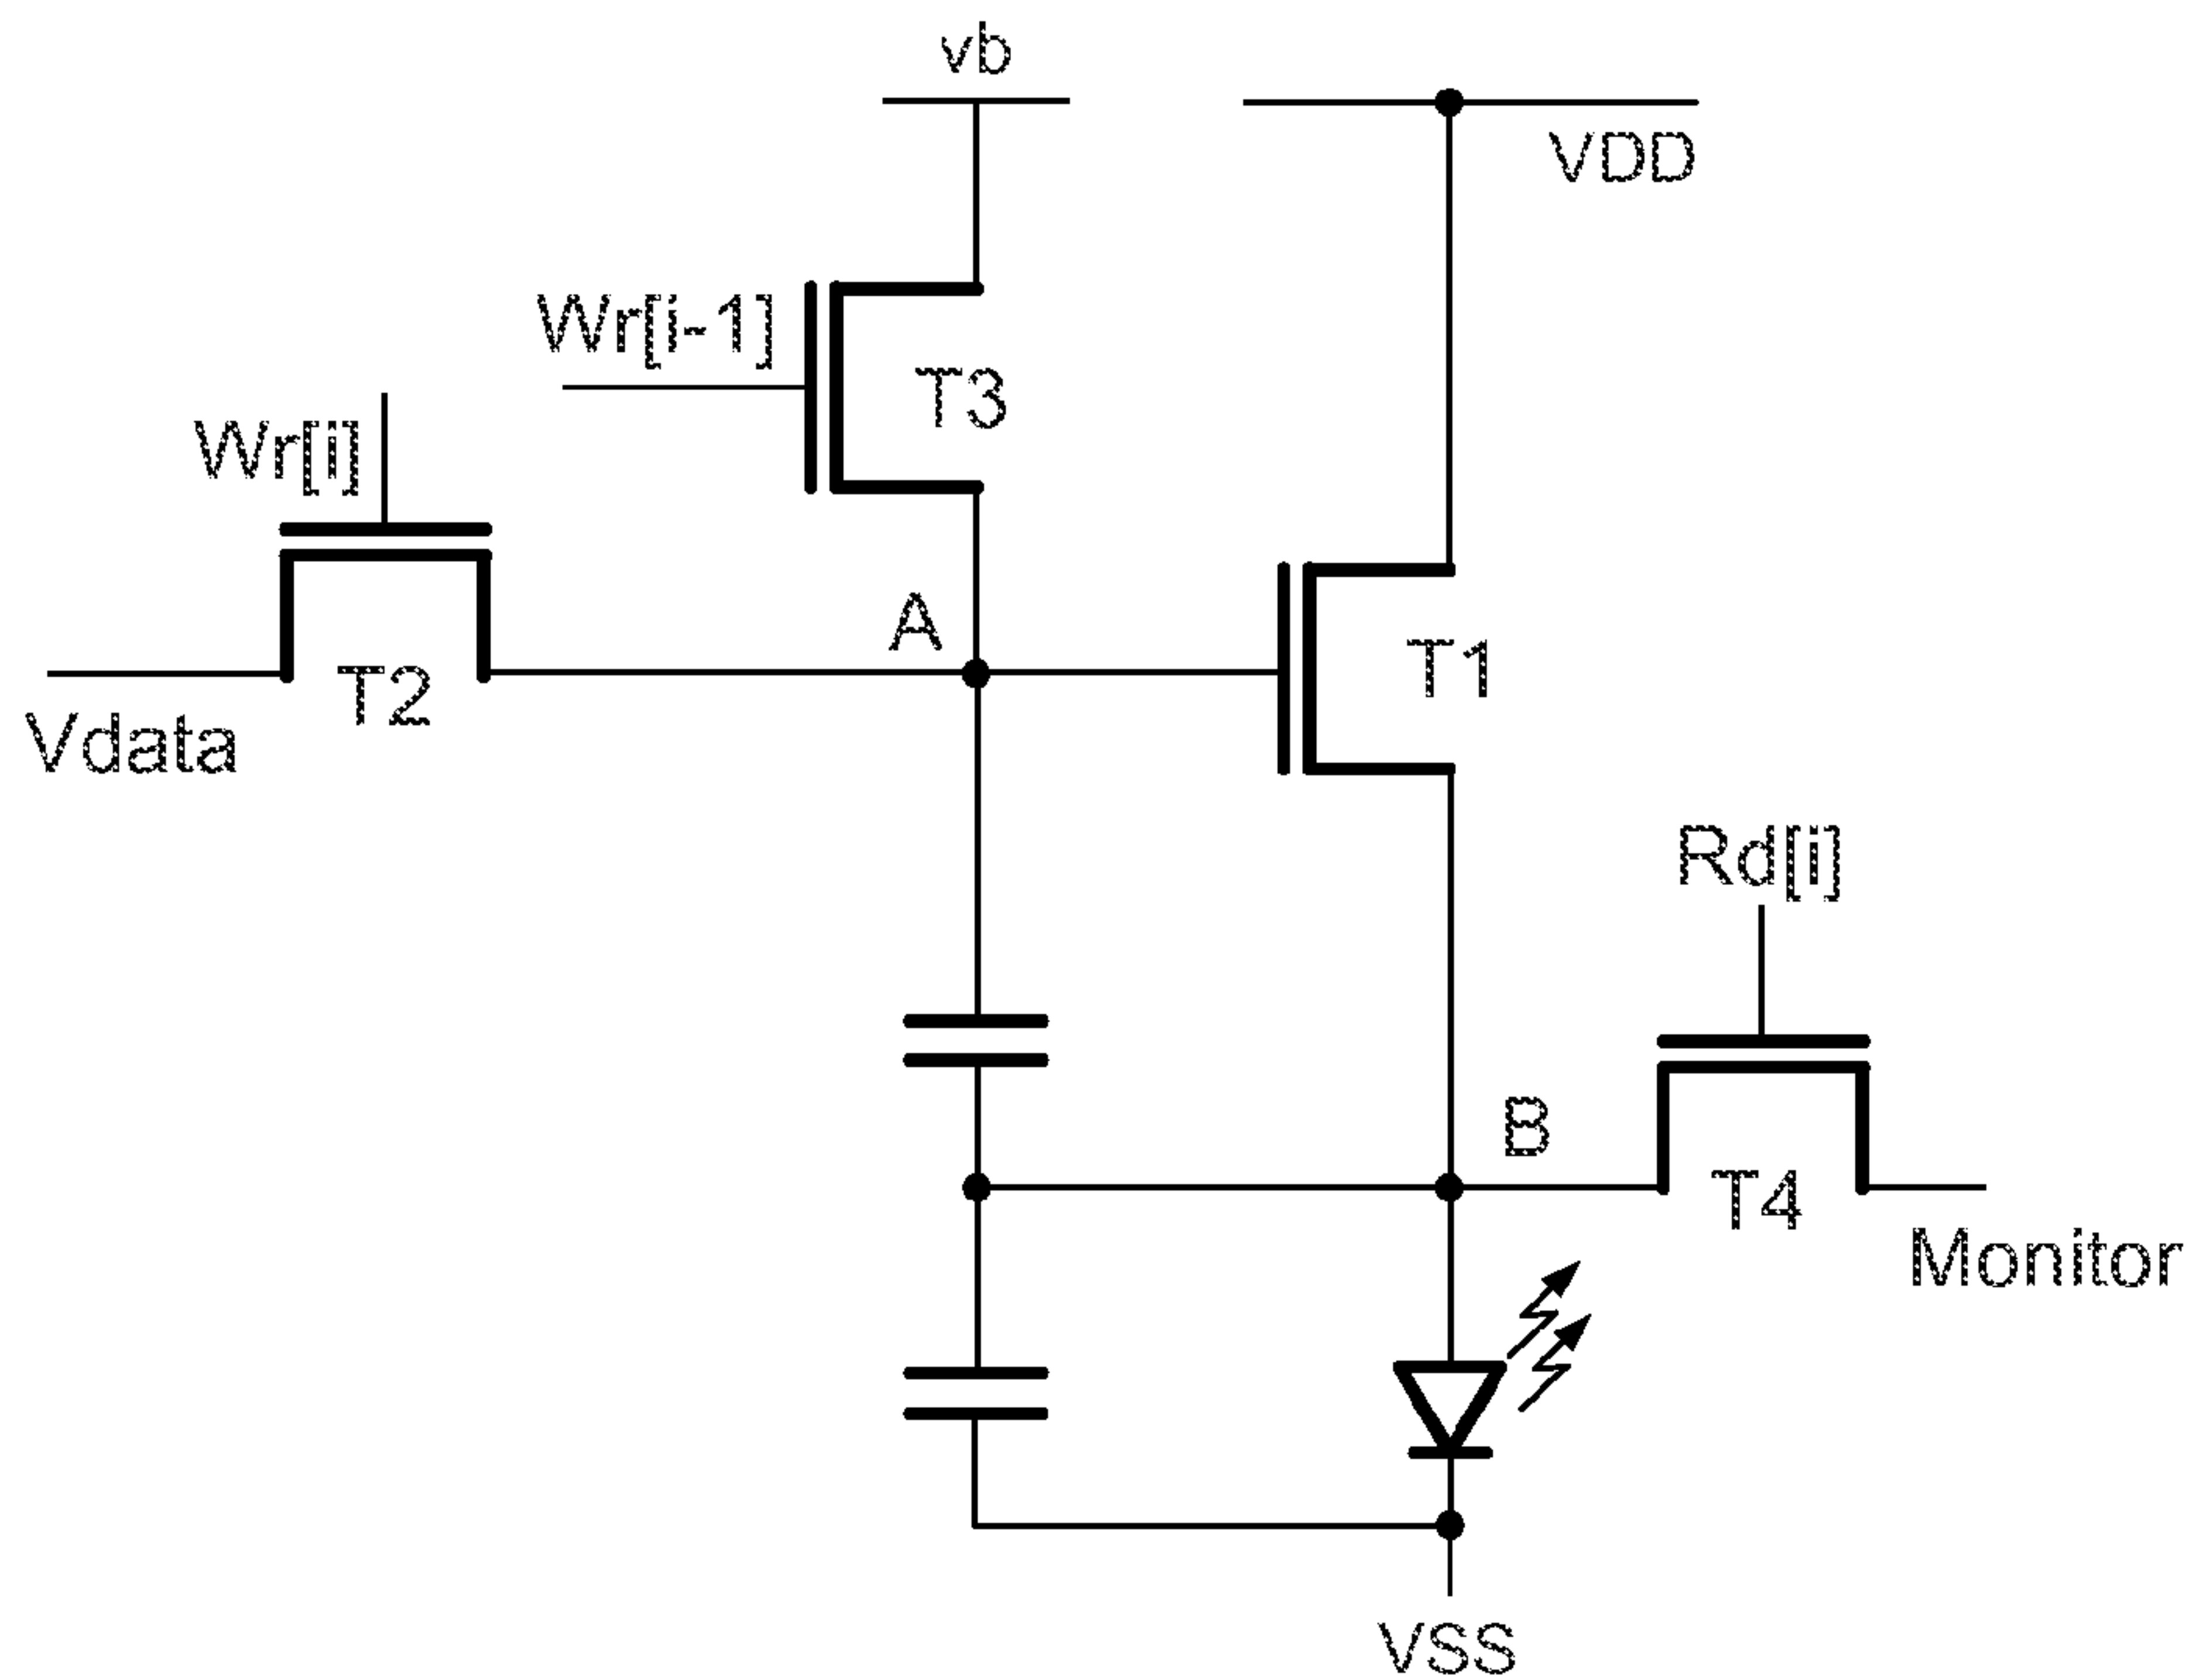 vb
VDD
Wr[i-1]
T3
Wr[i]
A
T1
T2
Vdata
Rd[i]
B
T4
Monitor
VSS